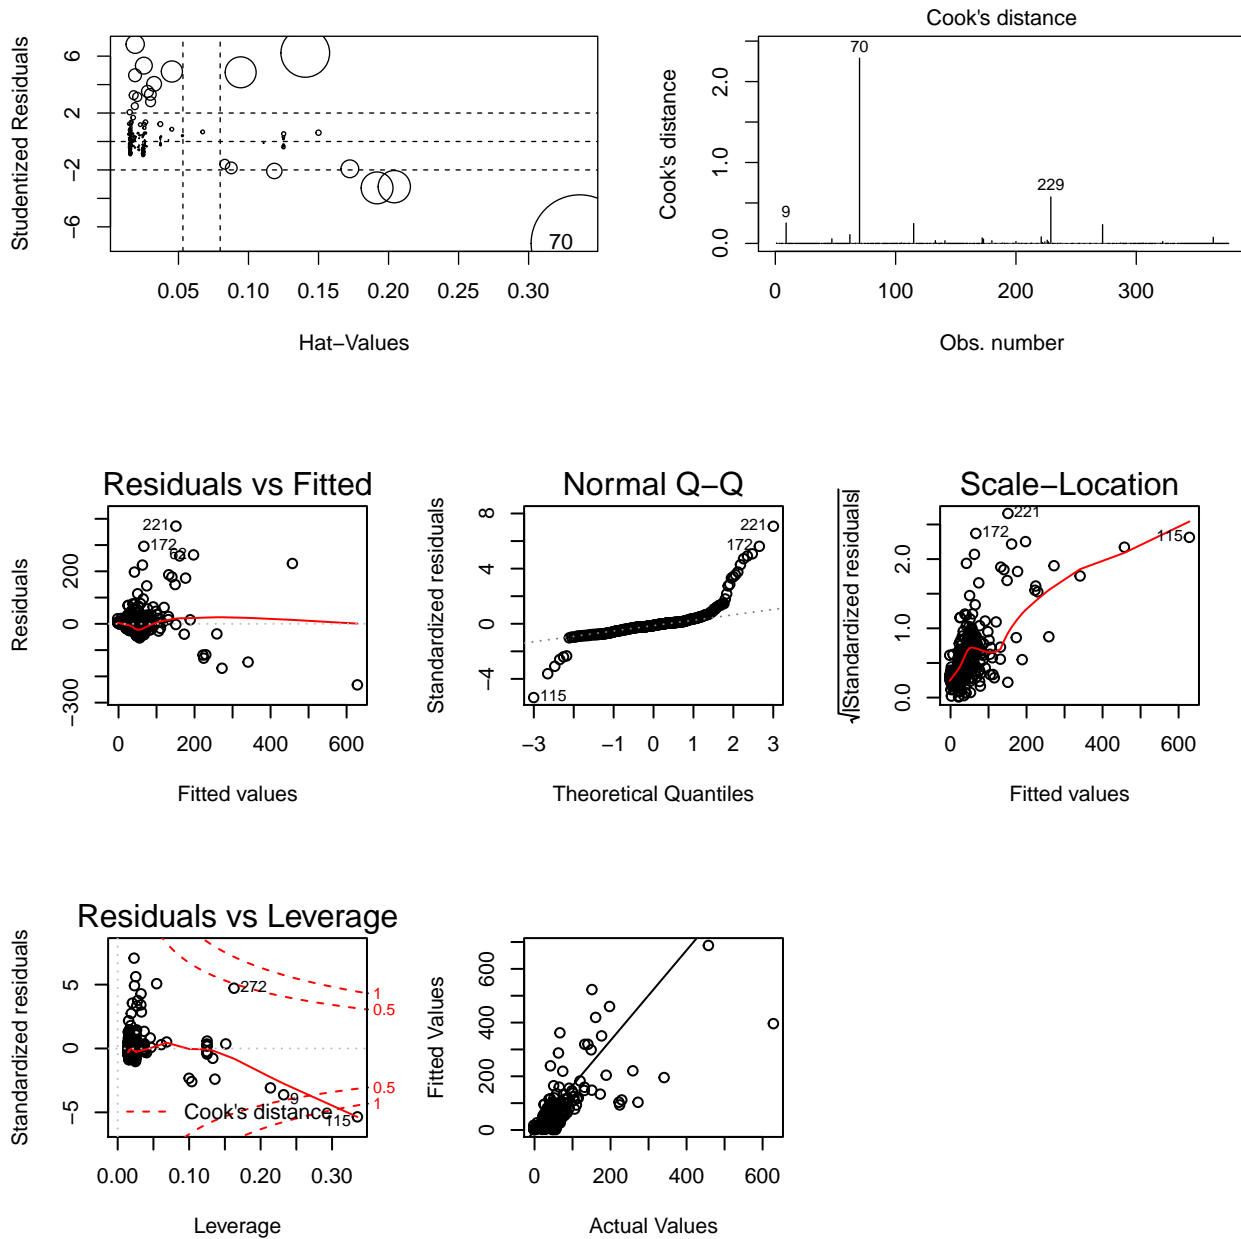 Studentized Residuals
6
2
−2
−6
70
0.05 0.10 0.15 0.20 0.25 0.30
Hat−Values
Cook's distance
Cook's distance
2.0
1.0
0.0
9
70
229
0 100 200 300
Obs. number
Residuals vs Fitted
Residuals
200
0
−300
221
172
62
0 200 400 600
Fitted values
Normal Q−Q
Standardized residuals
8
4
0
−4
221
172
115
−3 −1 0 1 2 3
Theoretical Quantiles
Scale−Location
√|Standardized residuals|
2.0
1.0
0.0
221
172
115
0 200 400 600
Fitted values
Residuals vs Leverage
Standardized residuals
5
0
−5
272
9
115
1
0.5
0.5
1
Cook's distance
0.00 0.10 0.20 0.30
Leverage
Fitted Values
600
400
200
0
0 200 400 600
Actual Values